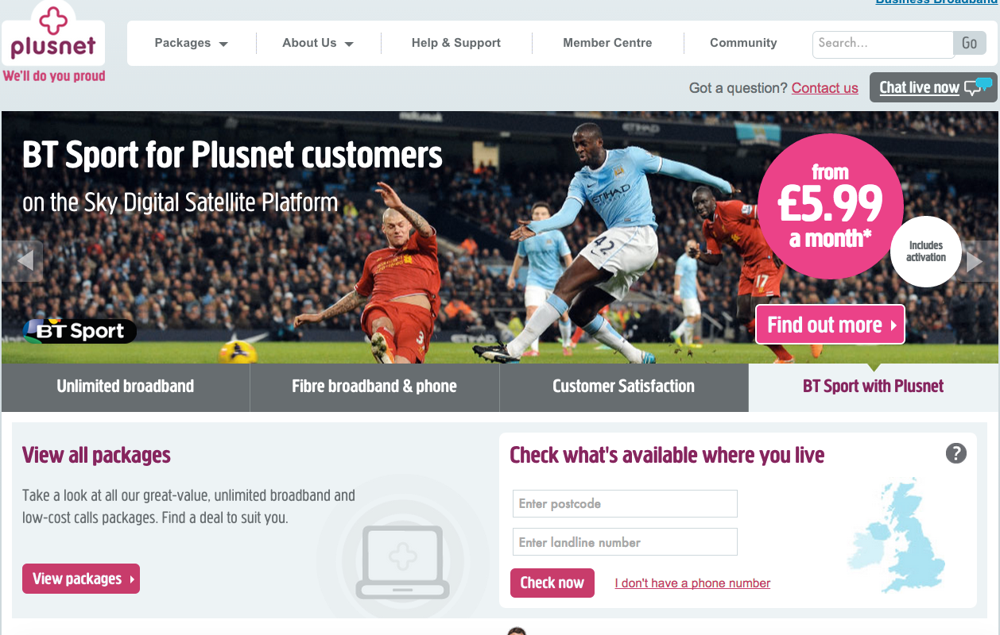 Business Broadband
plusnet
We'll do you proud
Packages
About Us
Help & Support
Member Centre
Community
Search...
Go
Got a question? Contact us
Chat live now
BT Sport for Plusnet customers
on the Sky Digital Satellite Platform
from
£5.99
a month*
Includes
activation
ETIHAD
42
17
3
BT Sport
Find out more
Unlimited broadband
Fibre broadband & phone
Customer Satisfaction
BT Sport with Plusnet
View all packages
Take a look at all our great-value, unlimited broadband and
low-cost calls packages. Find a deal to suit you.
View packages
Check what's available where you live
?
Enter postcode
Enter landline number
Check now
I don't have a phone number